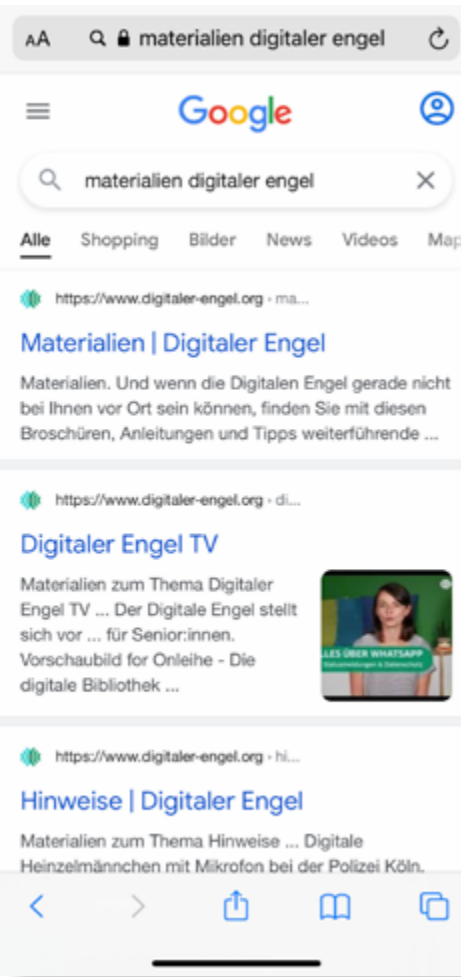 AA materialien digitaler engel
Google
materialien digitaler engel
Alle Shopping Bilder News Videos Map
https://www.digitaler-engel.org › ma...
Materialien | Digitaler Engel
Materialien. Und wenn die Digitalen Engel gerade nicht
bei Ihnen vor Ort sein können, finden Sie mit diesen
Broschüren, Anleitungen und Tipps weiterführende ...
https://www.digitaler-engel.org › di...
Digitaler Engel TV
Materialien zum Thema Digitaler
Engel TV ... Der Digitale Engel stellt
sich vor ... für Senior:innen.
Vorschaubild for Onleihe - Die
digitale Bibliothek ...
LLES ÜBER WHATSAPP
Statusmeldungen & Datenschutz
https://www.digitaler-engel.org › hi...
Hinweise | Digitaler Engel
Materialien zum Thema Hinweise ... Digitale
Heinzelmännchen mit Mikrofon bei der Polizei Köln.